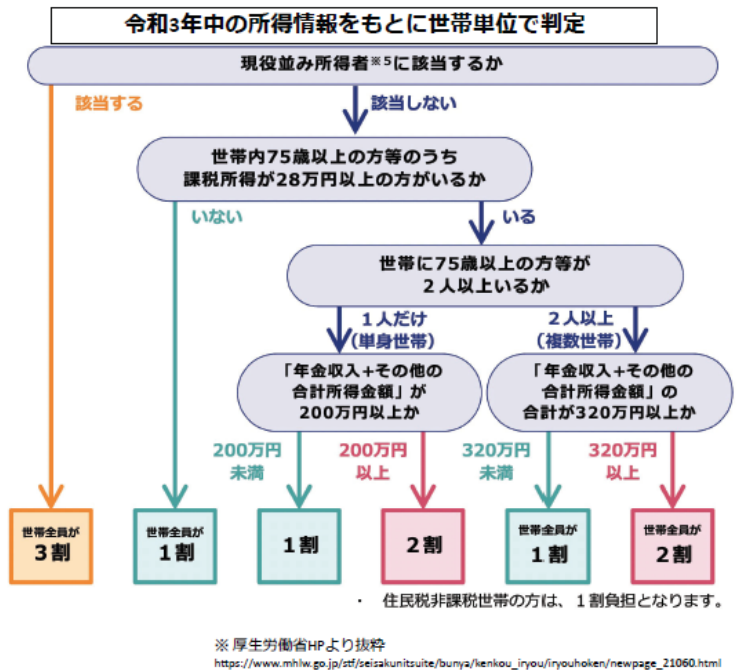 令和3年中の所得情報をもとに世帯単位で判定
現役並み所得者※5に該当するか
該当する
該当しない
世帯内75歳以上の方等のうち
課税所得が28万円以上の方がいるか
いない
いる
世帯に75歳以上の方等が
２人以上いるか
１人だけ
（単身世帯）
２人以上
（複数世帯）
「年金収入+その他の
合計所得金額」が
200万円以上か
「年金収入+その他の
合計所得金額」の
合計が320万円以上か
200万円
未満
200万円
以上
320万円
未満
320万円
以上
世帯全員が
３割
世帯全員が
１割
１割
２割
世帯全員が
１割
世帯全員が
２割
・ 住民税非課税世帯の方は、１割負担となります。
※ 厚生労働省HPより抜粋
https://www.mhlw.go.jp/stf/seisakunitsuite/bunya/kenkou_iryou/iryouhoken/newpage_21060.html